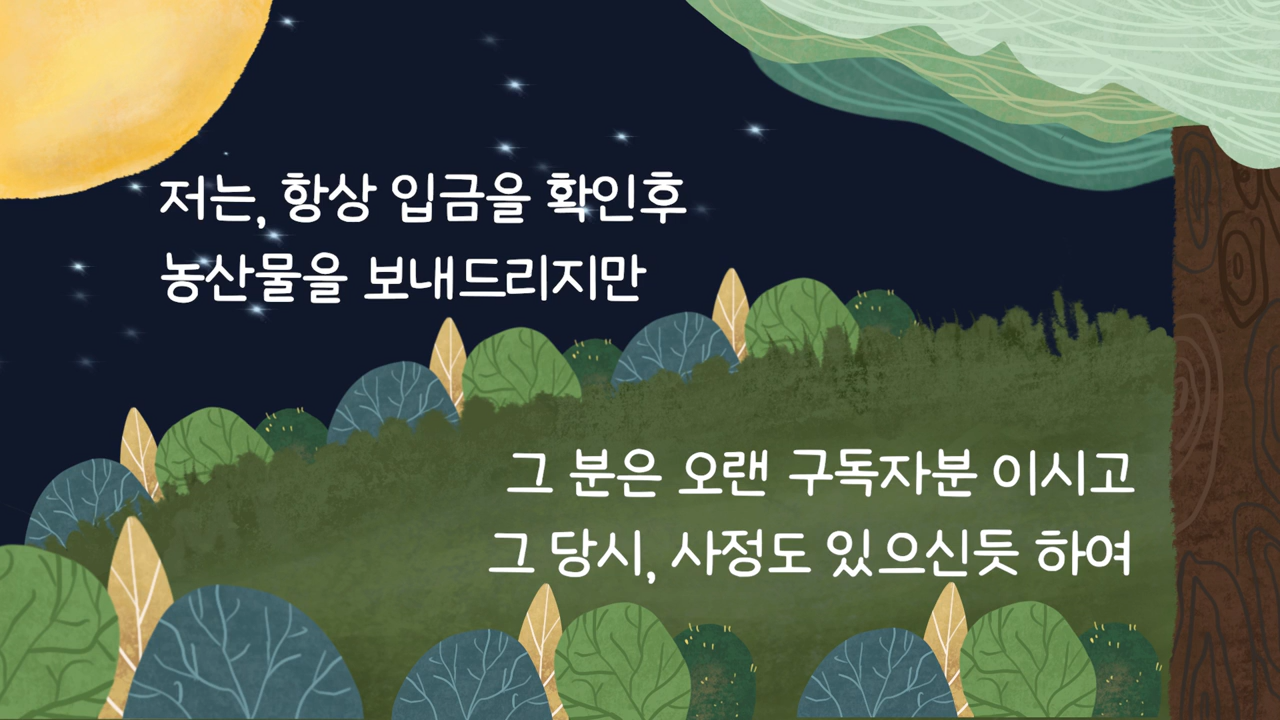 저는, 항상 입금을 확인후
농산물을 보내드리지만
그 분은 오랜 구독자분 이시고
그 당시, 사정도 있으신듯 하여